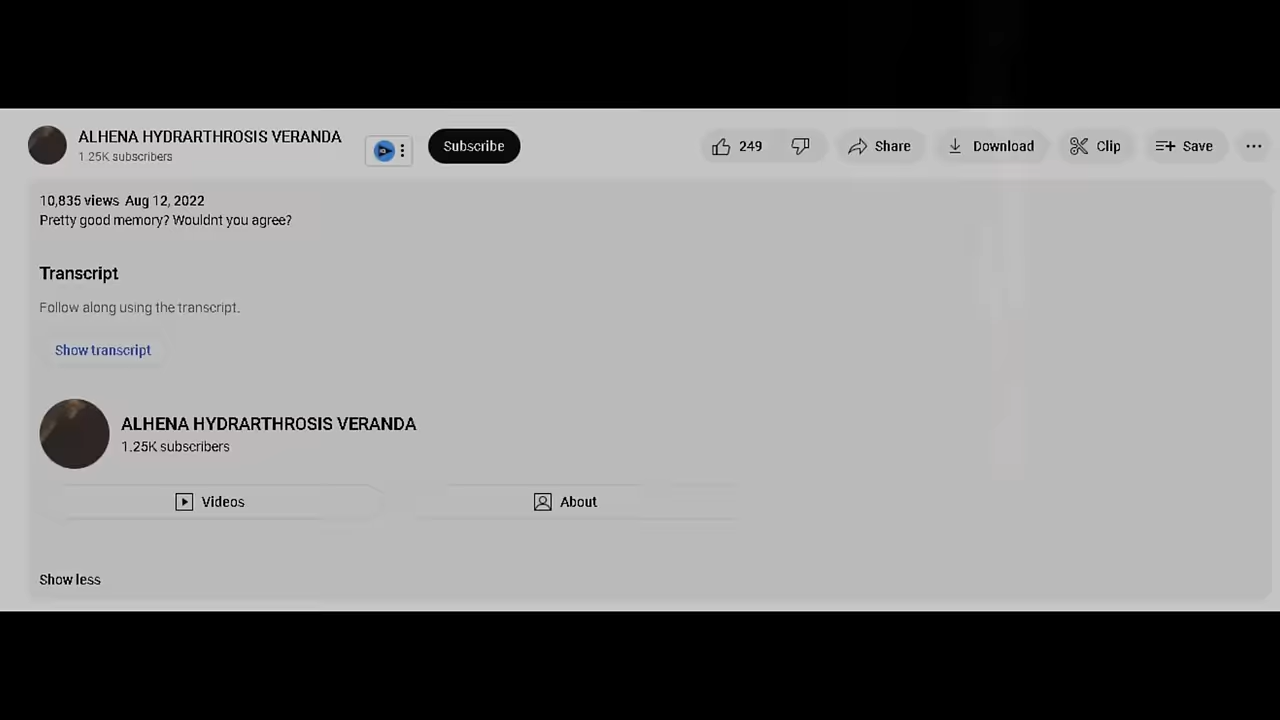 ALHENA HYDRARTHROSIS VERANDA
1.25K subscribers
Subscribe
249
Share
Download
Clip
Save
10,835 views Aug 12, 2022
Pretty good memory? Wouldnt you agree?
Transcript
Follow along using the transcript.
Show transcript
ALHENA HYDRARTHROSIS VERANDA
1.25K subscribers
Videos
About
Show less